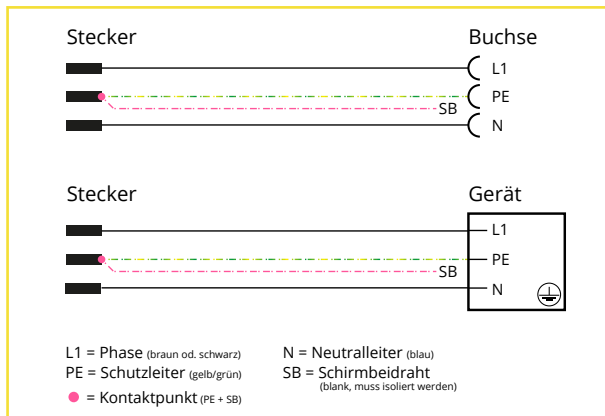 Stecker Buchse
L1
PE
SB
N
Stecker Gerät
L1
PE
SB
N
L1 = Phase (braun od. schwarz) N = Neutralleiter (blau)
PE = Schutzleiter (gelb/grün) SB = Schirmbeidraht
(blank, muss isoliert werden)
= Kontaktpunkt (PE + SB)